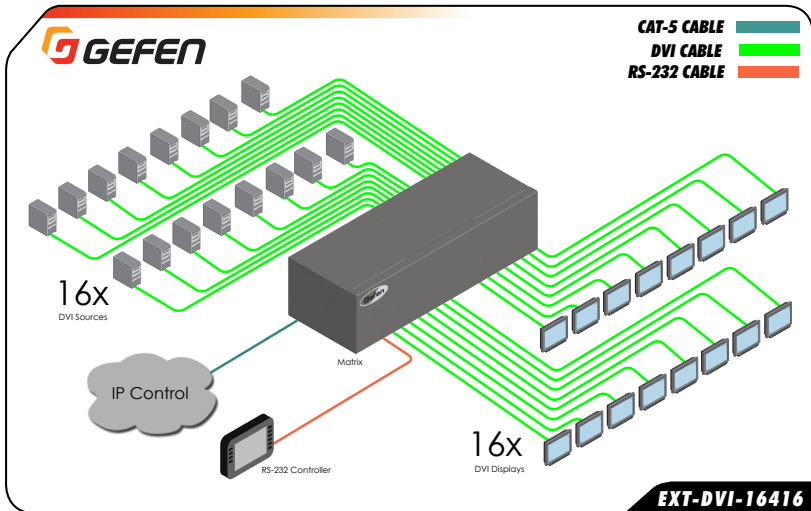 GEFEN
CAT-5 CABLE
DVI CABLE
RS-232 CABLE
16x
DVI Sources
Gefen
Matrix
IP Control
RS-232 Controller
16x
DVI Displays
EXT-DVI-16416